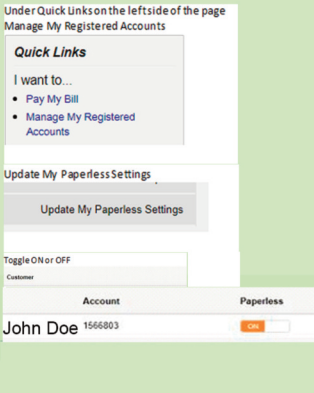 Under Quick Links on the left side of the page
Manage My Registered Accounts
Quick Links
I want to...
• Pay My Bill
• Manage My Registered
Accounts
Update My Paperless Settings
Update My Paperless Settings
Toggle ON or OFF
Customer
Account Paperless
John Doe 1566803 ON